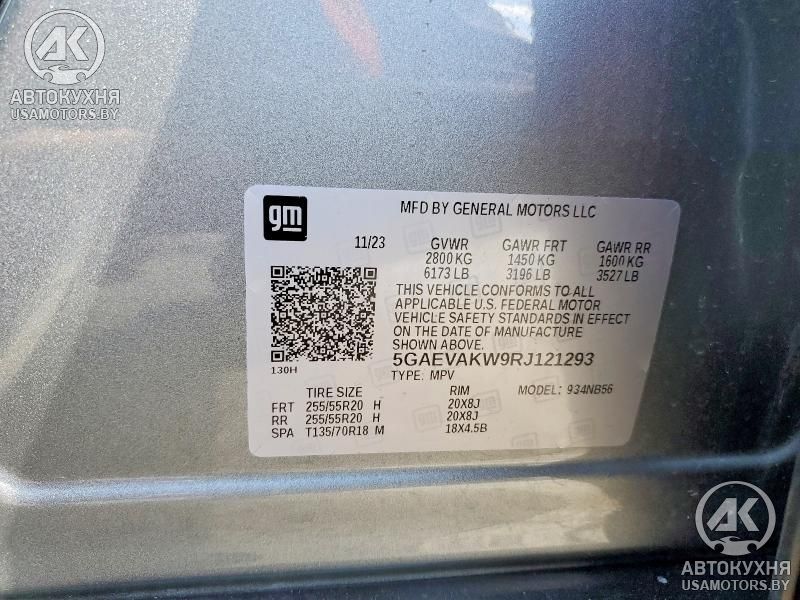 АК
АВТОКУХНЯ
USAMOTORS.BY
gm
MFD BY GENERAL MOTORS LLC
11/23 GVWR GAWR FRT GAWR RR
2800 KG 1450 KG 1600 KG
6173 LB 3196 LB 3527 LB
THIS VEHICLE CONFORMS TO ALL
APPLICABLE U.S. FEDERAL MOTOR
VEHICLE SAFETY STANDARDS IN EFFECT
ON THE DATE OF MANUFACTURE
SHOWN ABOVE.
130H
5GAEVAKW9RJ121293
TYPE: MPV
TIRE SIZE RIM MODEL: 934NB56
FRT 255/55R20 H 20X8J
RR 255/55R20 H 20X8J
SPA T135/70R18 M 18X4.5B
АК
АВТОКУХНЯ
USAMOTORS.BY